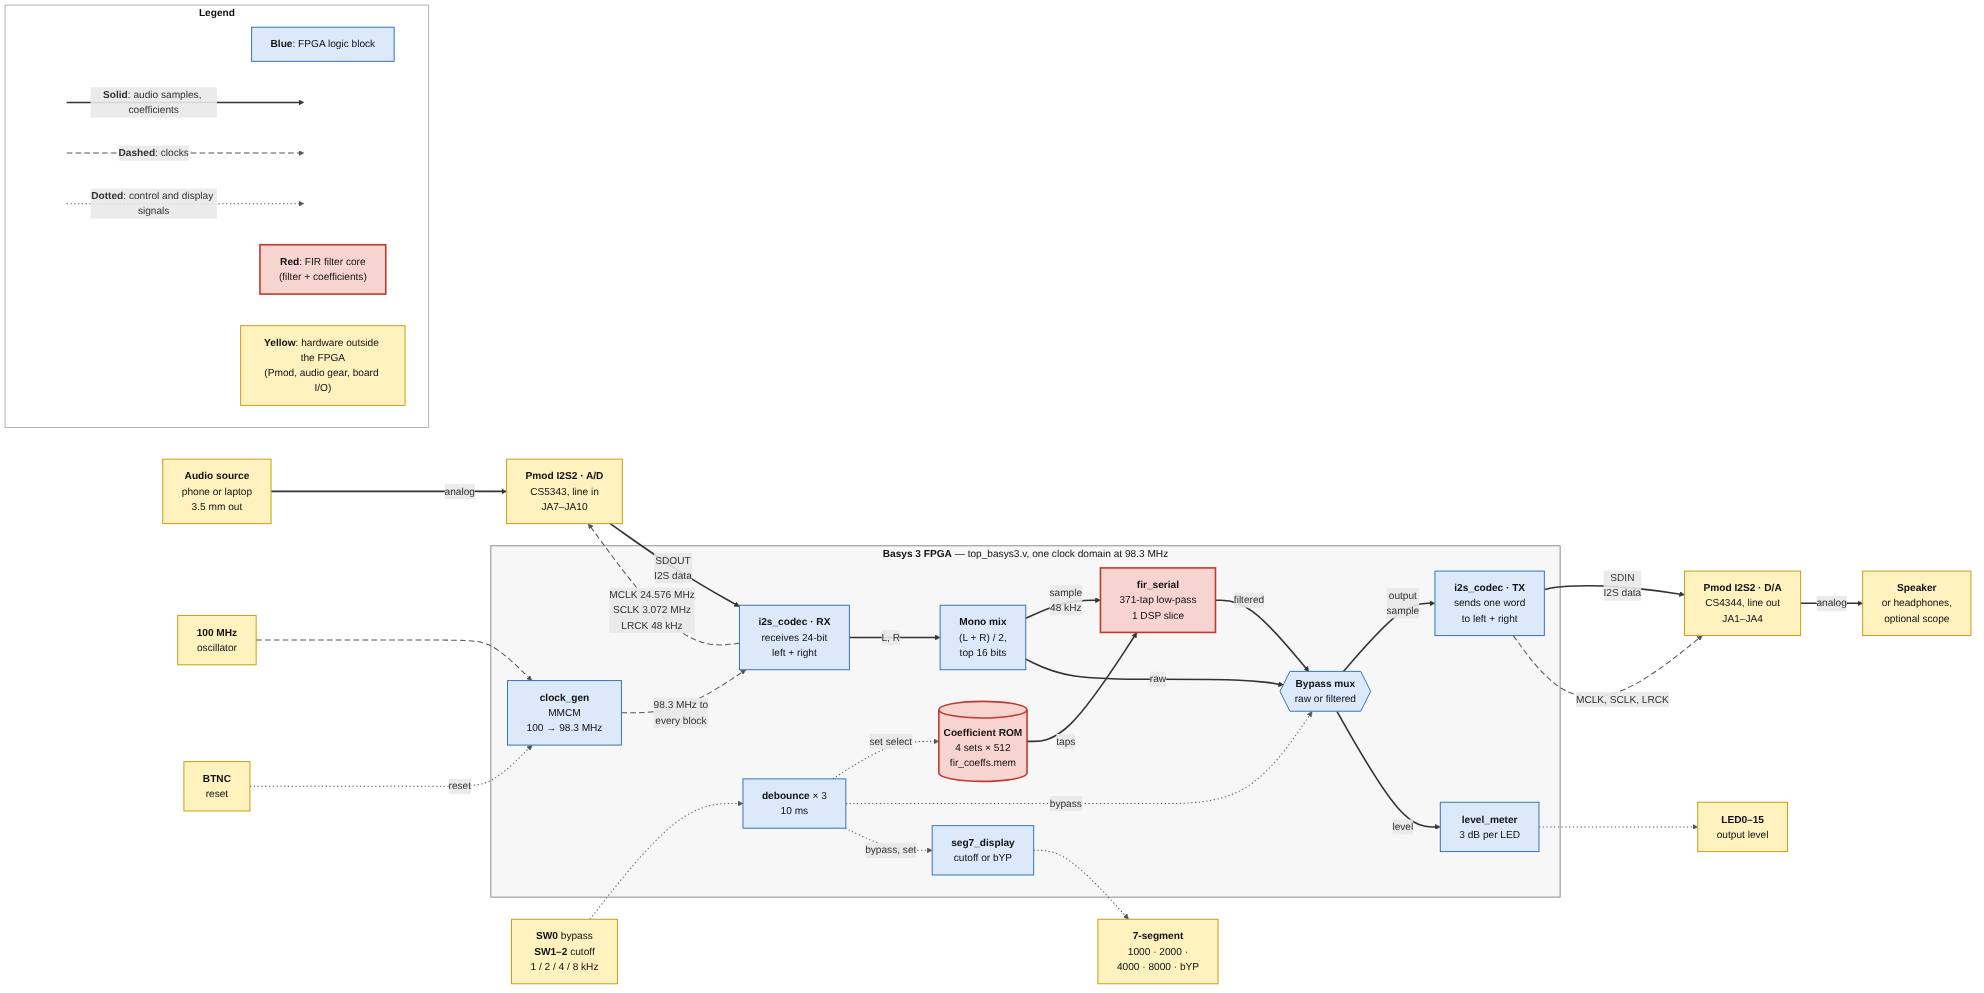 Legend
Blue: FPGA logic block
Solid: audio samples,
coefficients
Dashed: clocks
Dotted: control and display
signals
Red: FIR filter core
(filter + coefficients)
Yellow: hardware outside
the FPGA
(Pmod, audio gear, board
I/O)
Audio source
phone or laptop
3.5 mm out
analog
Pmod I2S2 · A/D
CS5343, line in
JA7–JA10
Basys 3 FPGA — top_basys3.v, one clock domain at 98.3 MHz
SDOUT
I2S data
MCLK 24.576 MHz
SCLK 3.072 MHz
LRCK 48 kHz
100 MHz
oscillator
clock_gen
MMCM
100 → 98.3 MHz
98.3 MHz to
every block
BTNC
reset
reset
i2s_codec · RX
receives 24-bit
left + right
L, R
Mono mix
(L + R) / 2,
top 16 bits
sample
48 kHz
fir_serial
371-tap low-pass
1 DSP slice
filtered
raw
Coefficient ROM
4 sets × 512
fir_coeffs.mem
taps
set select
debounce × 3
10 ms
bypass
bypass, set
seg7_display
cutoff or bYP
Bypass mux
raw or filtered
output
sample
i2s_codec · TX
sends one word
to left + right
SDIN
I2S data
MCLK, SCLK, LRCK
Pmod I2S2 · D/A
CS4344, line out
JA1–JA4
analog
Speaker
or headphones,
optional scope
level
level_meter
3 dB per LED
LED0–15
output level
SW0 bypass
SW1–2 cutoff
1 / 2 / 4 / 8 kHz
7-segment
1000 · 2000 ·
4000 · 8000 · bYP